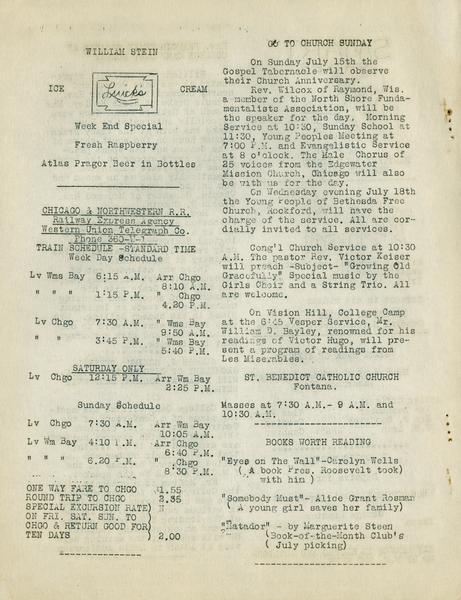 WILLIAM STEIN
ICE Lucks CREAM
Week End Special
Fresh Raspberry
Atlas Prager Beer in Bottles
CHICAGO & NORTHWESTERN R.R.
Railway Express Agency
Western Union Telegraph Co.
TRAIN SCHEDULE -STANDARD TIME
Week Day Schedule
Lv Wms Bay 6:15 A.M. Arr Chgo
8:10 A.M.
" " " 1:15 P.M. " Chgo
4.20 P.M.
Lv Chgo 7:30 A.M. " Wms Bay
9:50 A.M.
" " 3:45 P.M. " Wms Bay
5:40 P.M.
SATURDAY ONLY
Lv Chgo 12:15 P.M. Arr Wm Bay
2:25 P.M.
Sunday Schedule
Lv Chgo 7:30 A.M. Arr Wm Bay
10:05 A.M.
Lv Wm Bay 4:10 P.M. Arr Chgo
6:40 P.M.
" " " 6.20 P.M. " Chgo
8:30 P.M.
ONE WAY FARE TO CHGO $1.55
ROUND TRIP TO CHGO 2.35
SPECIAL EXCURSION RATE)
ON FRI. SAT. SUN. TO )
CHGO & RETURN GOOD FOR)
TEN DAYS ) 2.00
GO TO CHURCH SUNDAY
On Sunday July 15th the
Gospel Tabernacle will observe
their Church Anniversary.
Rev. Wilcox of Raymond, Wis.
a member of the North Shore Funda-
mentalists Association, will be
the speaker for the day. Morning
Service at 10:30, Sunday School at
11:30, Young Peoples Meeting at
7:00 P.M. and Evangelistic Service
at 8 o'clock. The Male Chorus of
25 voices from the Edgewater
Mission Church, Chicago will also
be with us for the day.
On Wednesday evening July 18th
the Young People of Bethesda Free
Church, Rockford, will have the
charge of the service. All are cor-
dially invited to all services.
Cong'l Church Service at 10:30
A.M. The pastor Rev. Victor Keiser
will preach -Subject- "Growing Old
Gracefully" Special music by the
Girls Choir and a String Trio. All
are welcome.
On Vision Hill, College Camp
at the 6:45 Vesper Service, Mr.
William D. Bayley, renowned for his
readings of Victor Hugo, will pre-
sent a program of readings from
Les Miserables.
ST. BENEDICT CATHOLIC CHURCH
Fontana.
Masses at 7:30 A.M.- 9 A.M. and
10:30 A.M.
BOOKS WORTH READING
"Eyes on The Wall"-Carolyn Wells
( A book Pres. Roosevelt took)
with him )
"Somebody Must"- Alice Grant Rosman
( A young girl saves her family)
"Matador" - by Marguerite Steen
(Book-of-the-Month Club's
( July picking)